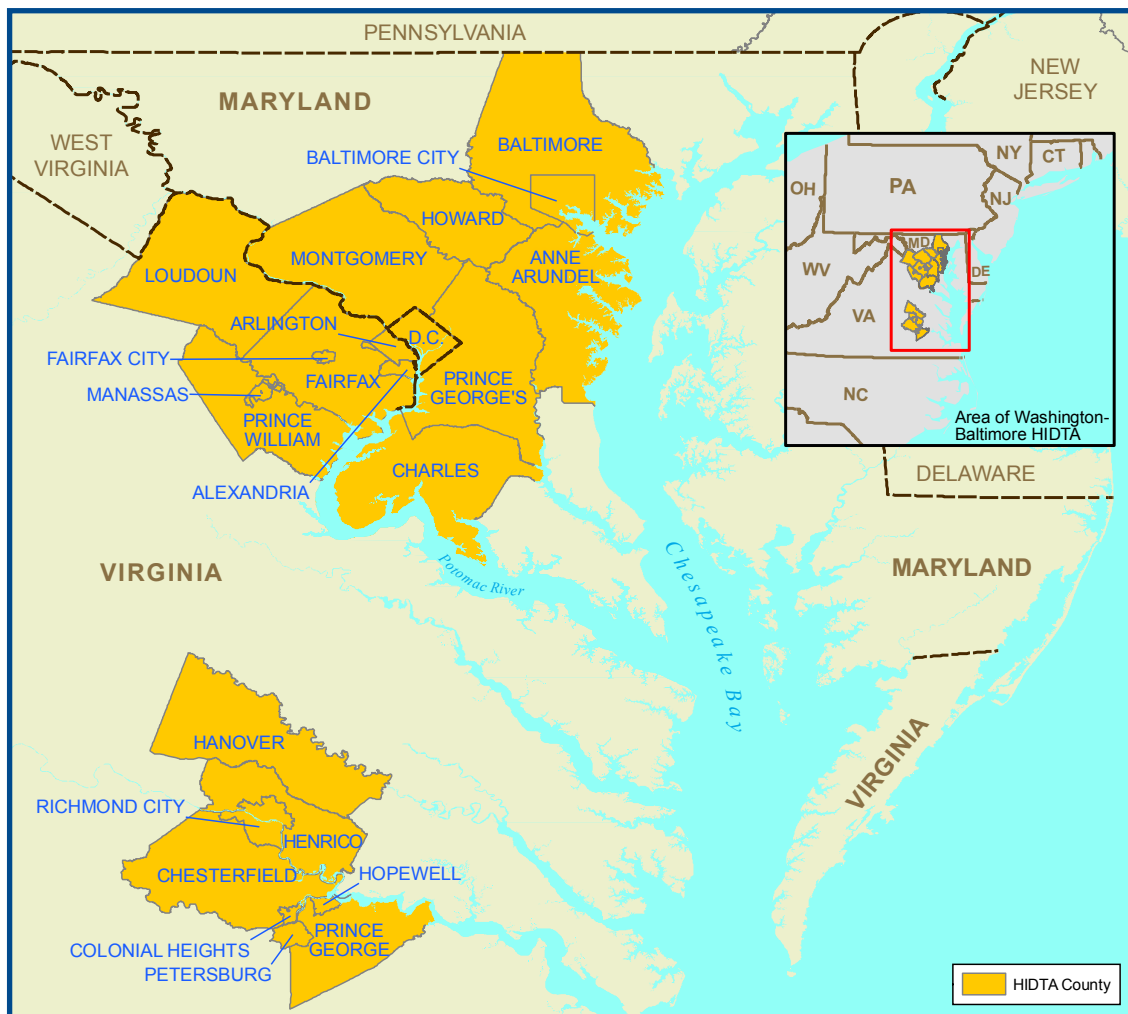 PENNSYLVANIA
NEW
JERSEY
MARYLAND
WEST
VIRGINIA
BALTIMORE CITY
BALTIMORE
HOWARD
MONTGOMERY
ANNE
ARUNDEL
LOUDOUN
ARLINGTON
D.C.
FAIRFAX CITY
FAIRFAX
MANASSAS
PRINCE
GEORGE'S
PRINCE
WILLIAM
CHARLES
ALEXANDRIA
NY
CT
PA
OH
NJ
MD
WV
DE
VA
NC
Area of Washington-
Baltimore HIDTA
DELAWARE
VIRGINIA
MARYLAND
Potomac River
Chesapeake Bay
VIRGINIA
HANOVER
RICHMOND CITY
HENRICO
CHESTERFIELD
HOPEWELL
COLONIAL HEIGHTS
PRINCE
GEORGE
PETERSBURG
HIDTA County